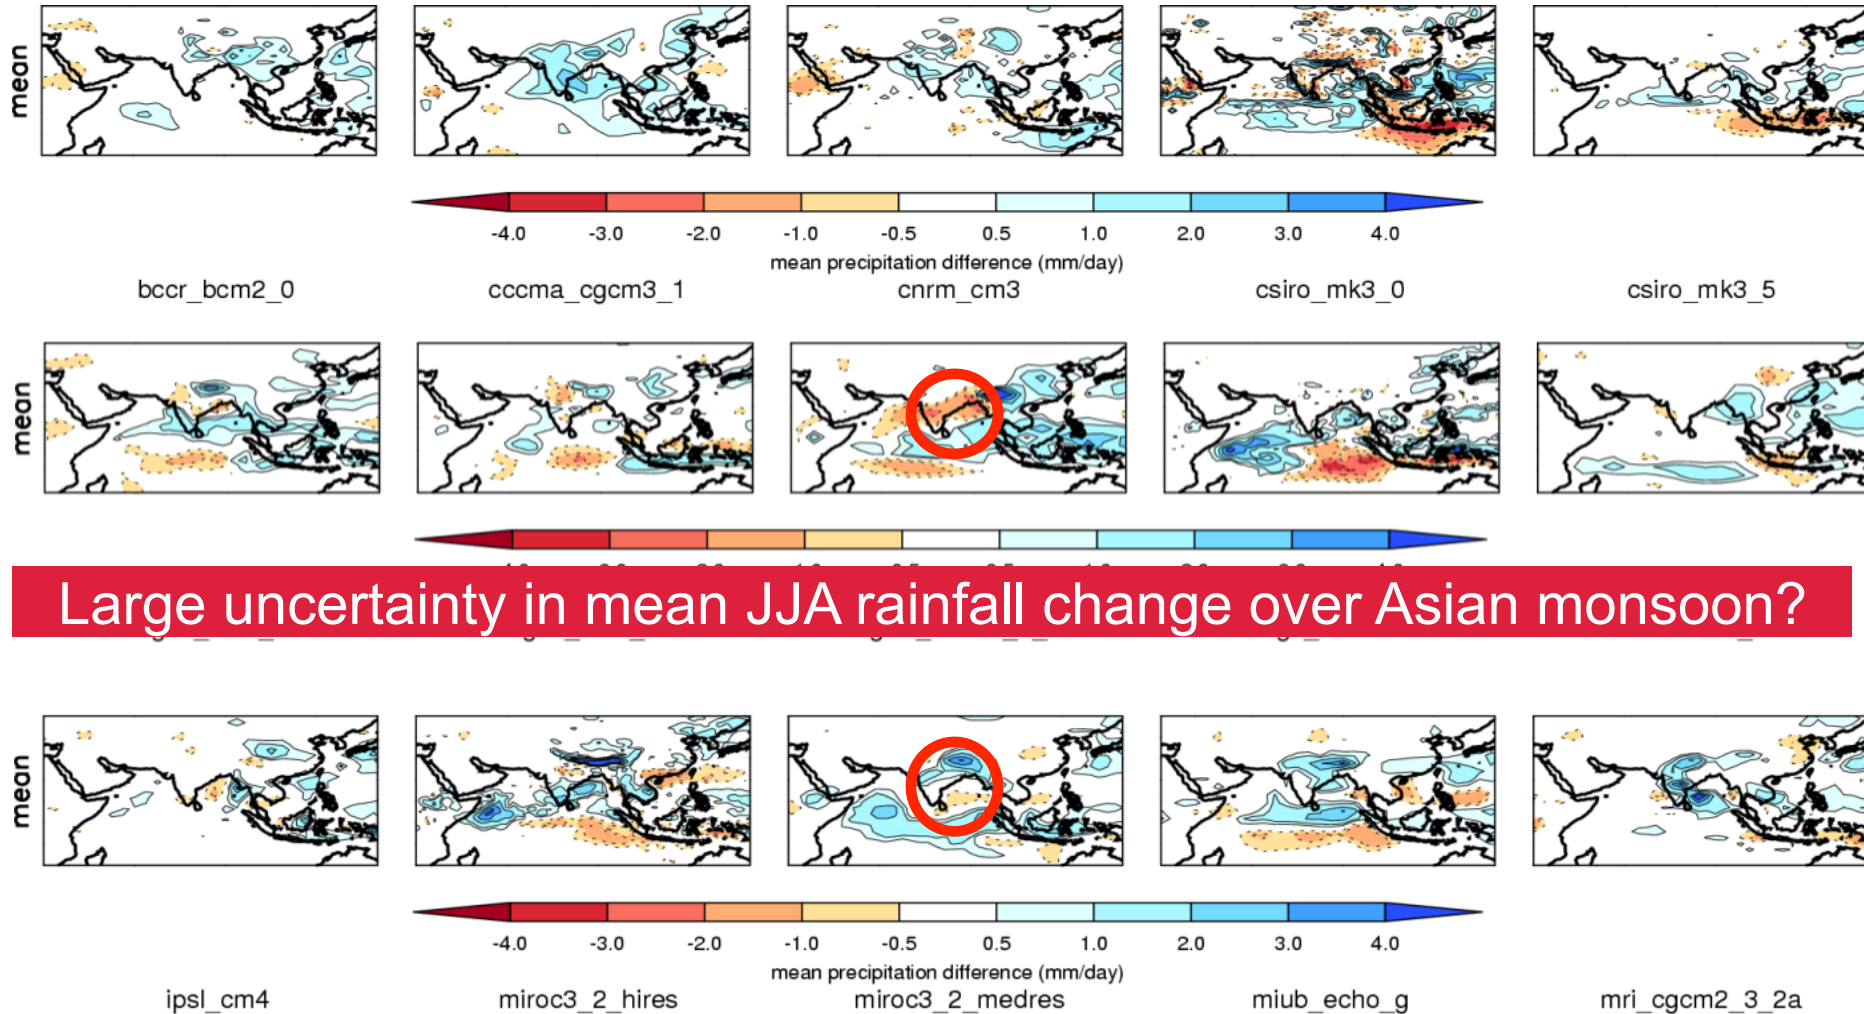 mean
-4.0 -3.0 -2.0 -1.0 -0.5 0.5 1.0 2.0 3.0 4.0
mean precipitation difference (mm/day)
bccr_bcm2_0 cccma_cgcm3_1 cnrm_cm3 csiro_mk3_0 csiro_mk3_5
mean
Large uncertainty in mean JJA rainfall change over Asian monsoon?
mean
-4.0 -3.0 -2.0 -1.0 -0.5 0.5 1.0 2.0 3.0 4.0
mean precipitation difference (mm/day)
ipsl_cm4 miroc3_2_hires miroc3_2_medres miub_echo_g mri_cgcm2_3_2a